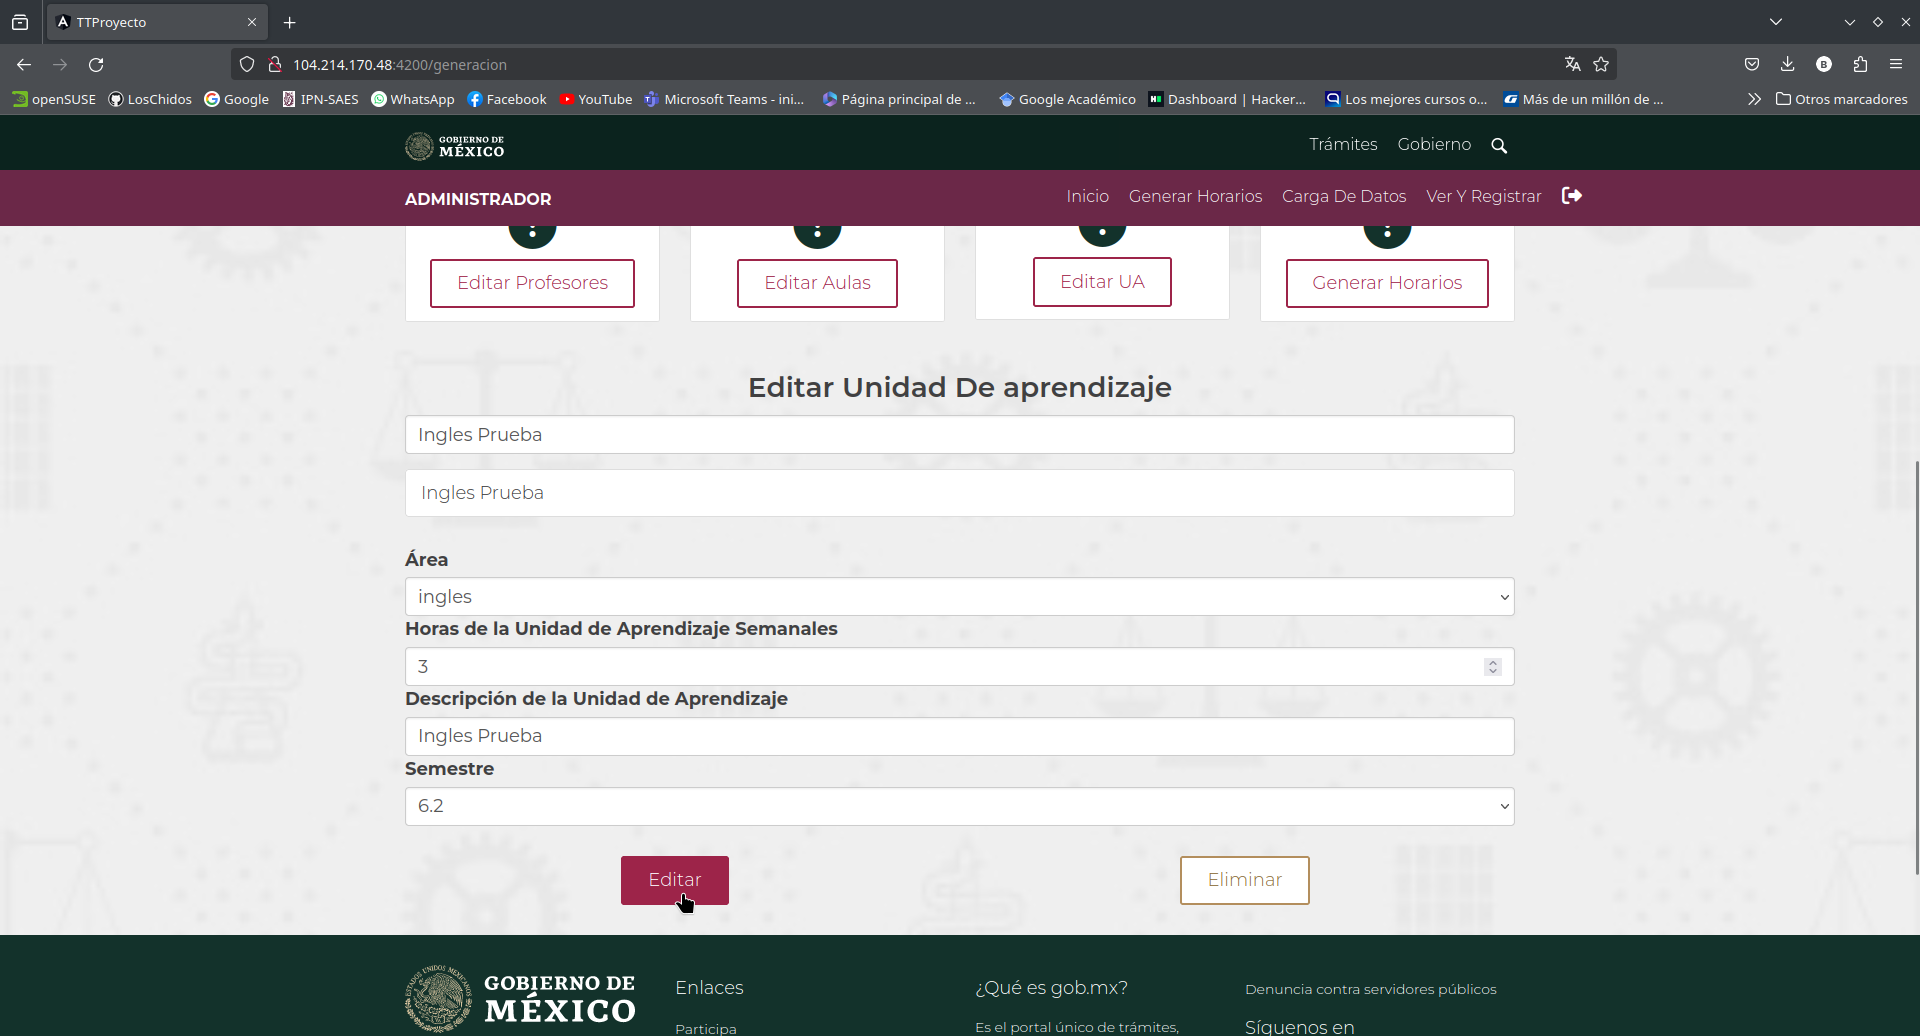 TTProyecto
104.214.170.48:4200/generacion
openSUSE LosChidos Google IPN-SAES WhatsApp Facebook YouTube Microsoft Teams - ini... Página principal de ... Google Académico Dashboard | Hacker... Los mejores cursos o... Más de un millón de ... Otros marcadores
GOBIERNO DE
MÉXICO
Trámites Gobierno
ADMINISTRADOR
Inicio Generar Horarios Carga De Datos Ver Y Registrar
Editar Profesores Editar Aulas Editar UA Generar Horarios
Editar Unidad De aprendizaje
Ingles Prueba
Ingles Prueba
Área
ingles
Horas de la Unidad de Aprendizaje Semanales
3
Descripción de la Unidad de Aprendizaje
Ingles Prueba
Semestre
6.2
Editar Eliminar
GOBIERNO DE
MÉXICO
Enlaces
Participa
¿Qué es gob.mx?
Es el portal único de trámites,
Denuncia contra servidores públicos
Síguenos en